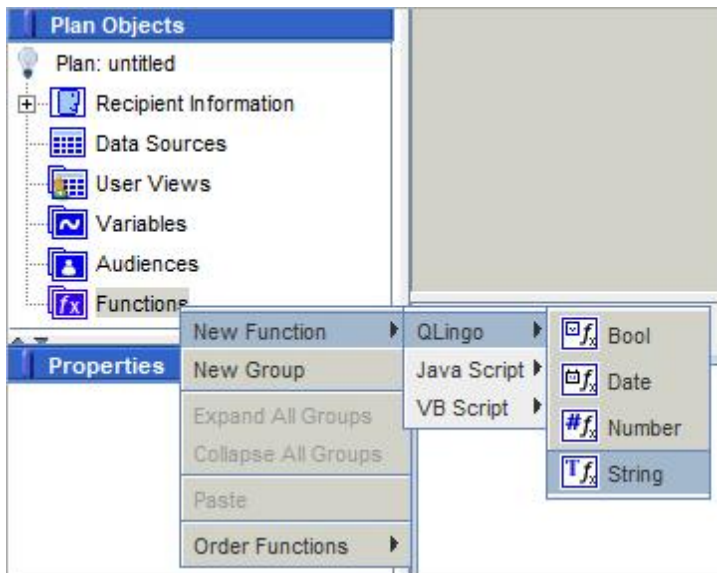 Plan Objects
Plan: untitled
Recipient Information
Data Sources
User Views
Variables
Audiences
Functions
Properties
New Function
New Group
Expand All Groups
Collapse All Groups
Paste
Order Functions
QLingo
Java Script
VB Script
Bool
Date
Number
String